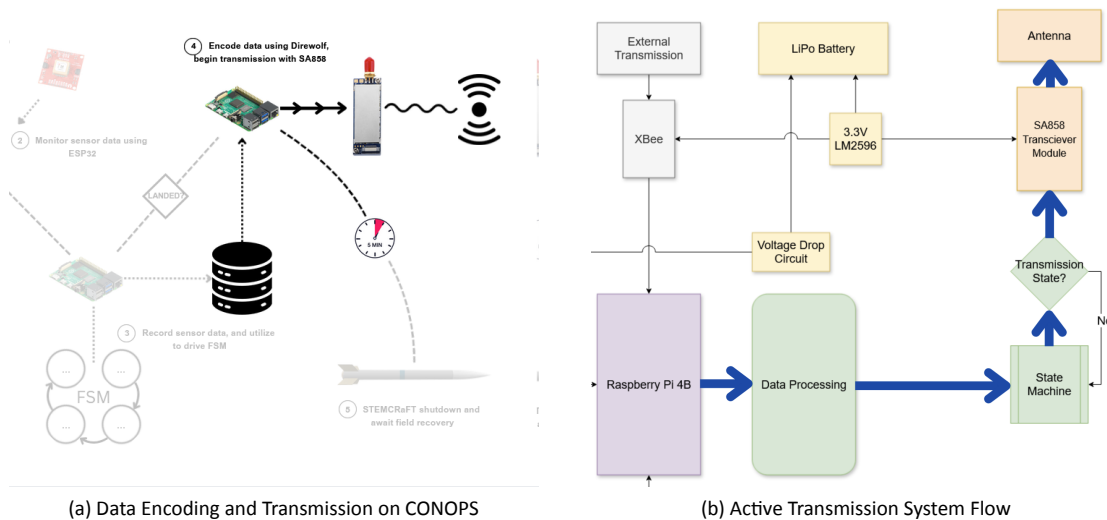 4 Encode data using Direwolf,
begin transmission with SA858
2 Monitor sensor data using
ESP32
LANDED?
5 MIN
3 Record sensor data, and utilize
to drive FSM
...
...
FSM
...
...
5 STEMCRaFT shutdown and
await field recovery
(a) Data Encoding and Transmission on CONOPS
External
Transmission
LiPo Battery
Antenna
XBee
3.3V
LM2596
SA858
Transciever
Module
Voltage Drop
Circuit
Transmission
State?
Raspberry Pi 4B
Data Processing
State
Machine
(b) Active Transmission System Flow